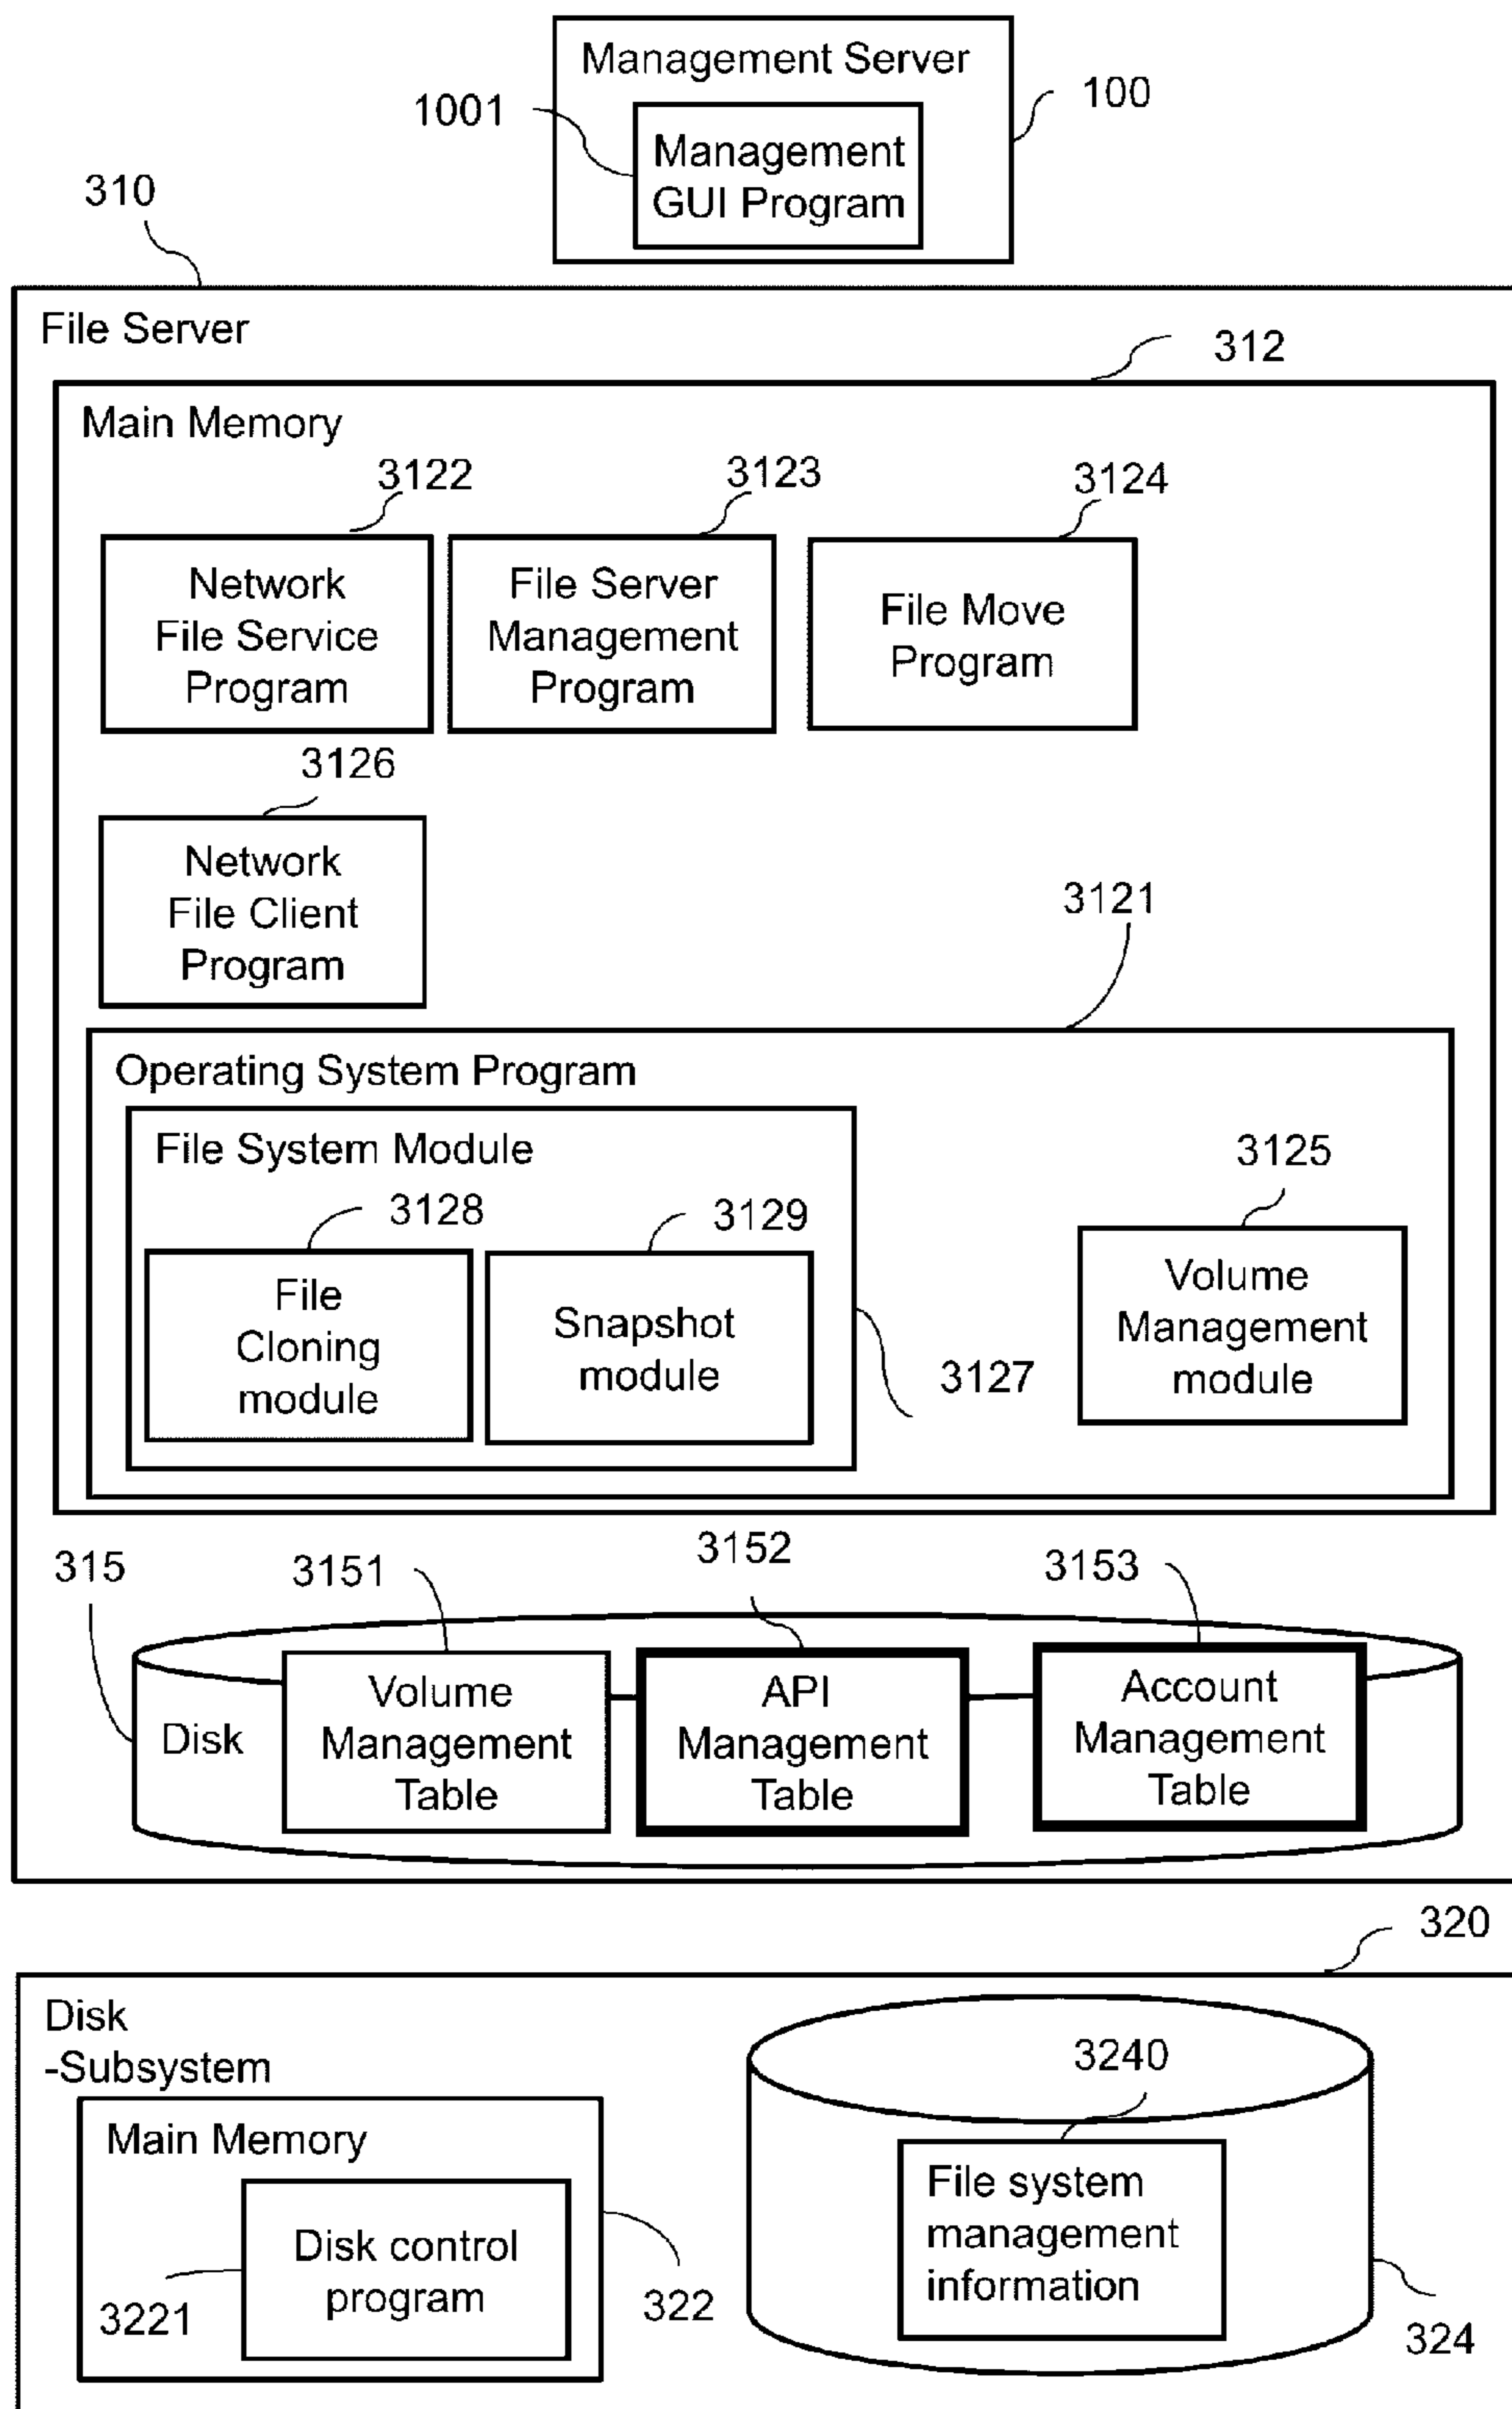 Management Server
100
1001
Management
GUI Program
310
File Server
312
Main Memory
3122
3123
3124
Network
File Service
Program
File Server
Management
Program
File Move
Program
3126
Network
File Client
Program
3121
Operating System Program
File System Module
3125
3128
3129
File
Cloning
module
Snapshot
module
3127
Volume
Management
module
315
3151
3152
3153
Disk
Volume
Management
Table
API
Management
Table
Account
Management
Table
320
Disk
-Subsystem
3240
Main Memory
File system
management
information
Disk control
program
3221
322
324